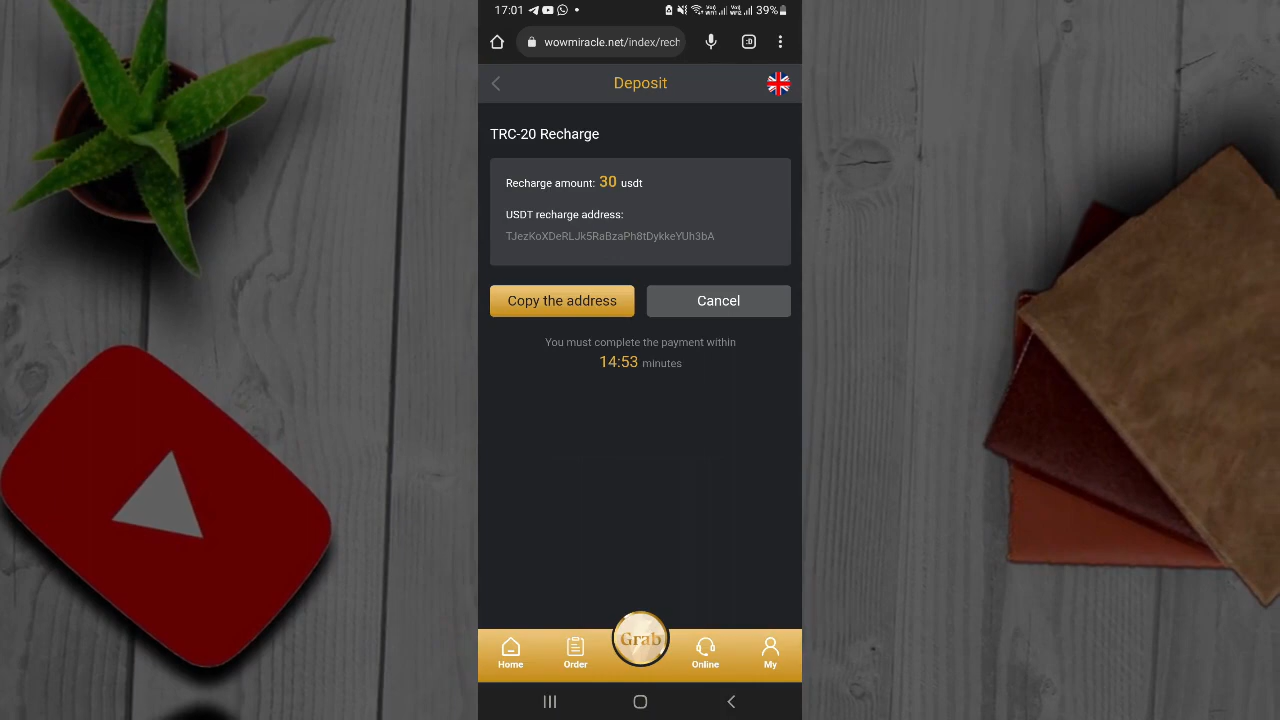 17:01
39%
wowmiracle.net/index/rech
Deposit
TRC-20 Recharge
Recharge amount: 30 usdt
USDT recharge address:
TJezKoXDeRLJk5RaBzaPh8tDykkeYUh3bA
Copy the address
Cancel
You must complete the payment within
14:53 minutes
Grab
Home
Order
Online
My